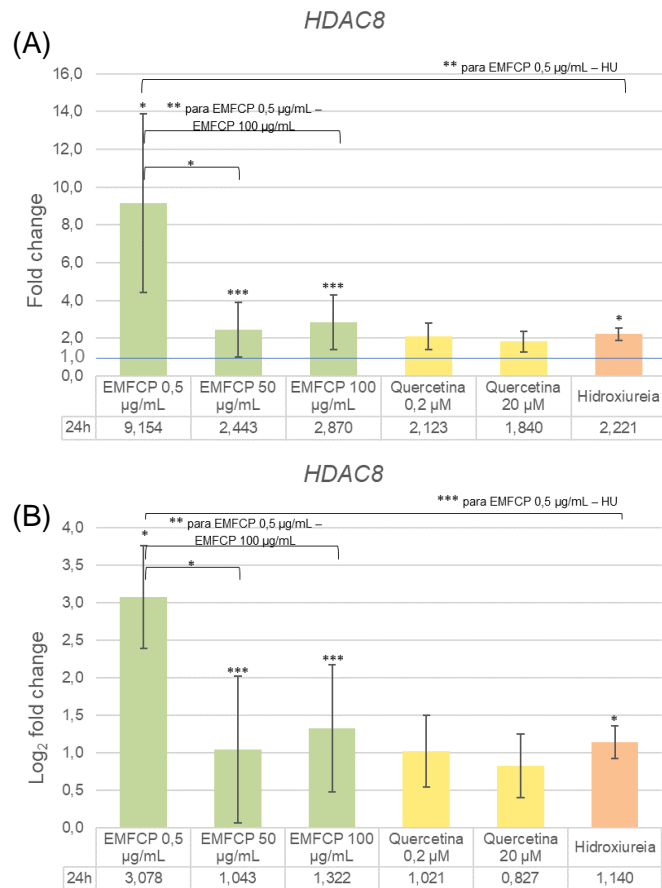 HDAC8
(A)
** para EMFCP 0,5 µg/mL – HU
* ** para EMFCP 0,5 µg/mL –
EMFCP 100 µg/mL
*
***
***
*
Fold change
16,0
14,0
12,0
10,0
8,0
6,0
4,0
2,0
1,0
0,0
EMFCP 0,5 µg/mL
EMFCP 50 µg/mL
EMFCP 100 µg/mL
Quercetina 0,2 µM
Quercetina 20 µM
Hidroxiureia
24h 9,154 2,443 2,870 2,123 1,840 2,221
HDAC8
(B)
*** para EMFCP 0,5 µg/mL – HU
** para EMFCP 0,5 µg/mL –
EMFCP 100 µg/mL
*
*
***
***
*
Log2 fold change
4,0
3,5
3,0
2,5
2,0
1,5
1,0
0,5
0,0
EMFCP 0,5 µg/mL
EMFCP 50 µg/mL
EMFCP 100 µg/mL
Quercetina 0,2 µM
Quercetina 20 µM
Hidroxiureia
24h 3,078 1,043 1,322 1,021 0,827 1,140